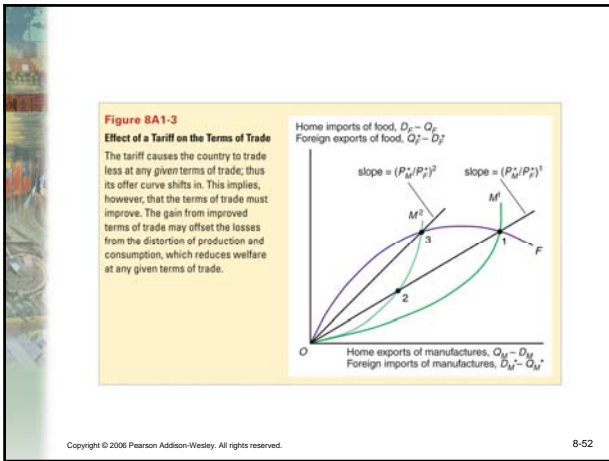 Figure 8A1-3
Effect of a Tariff on the Terms of Trade
The tariff causes the country to trade
less at any given terms of trade; thus
its offer curve shifts in. This implies,
however, that the terms of trade must
improve. The gain from improved
terms of trade may offset the losses
from the distortion of production and
consumption, which reduces welfare
at any given terms of trade.
Home imports of food, D_F – Q_F
Foreign exports of food, Q*_F – D*_F
slope = (P*_M/P*_F)²
slope = (P*_M/P*_F)¹
M²
M¹
3
1
F
2
O
Home exports of manufactures, Q_M – D_M
Foreign imports of manufactures, D_M* – Q_M*
Copyright © 2006 Pearson Addison-Wesley. All rights reserved.
8-52